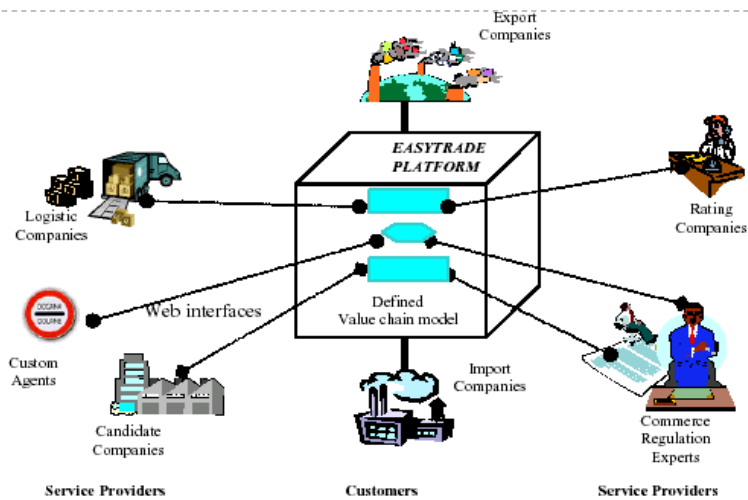 Export
Companies
EASYTRADE
PLATFORM
Logistic
Companies
Rating
Companies
DOGANA
DOUANE
Web interfaces
Defined
Value chain model
Custom
Agents
Import
Companies
Candidate
Companies
Commerce
Regulation
Experts
Service Providers
Customers
Service Providers